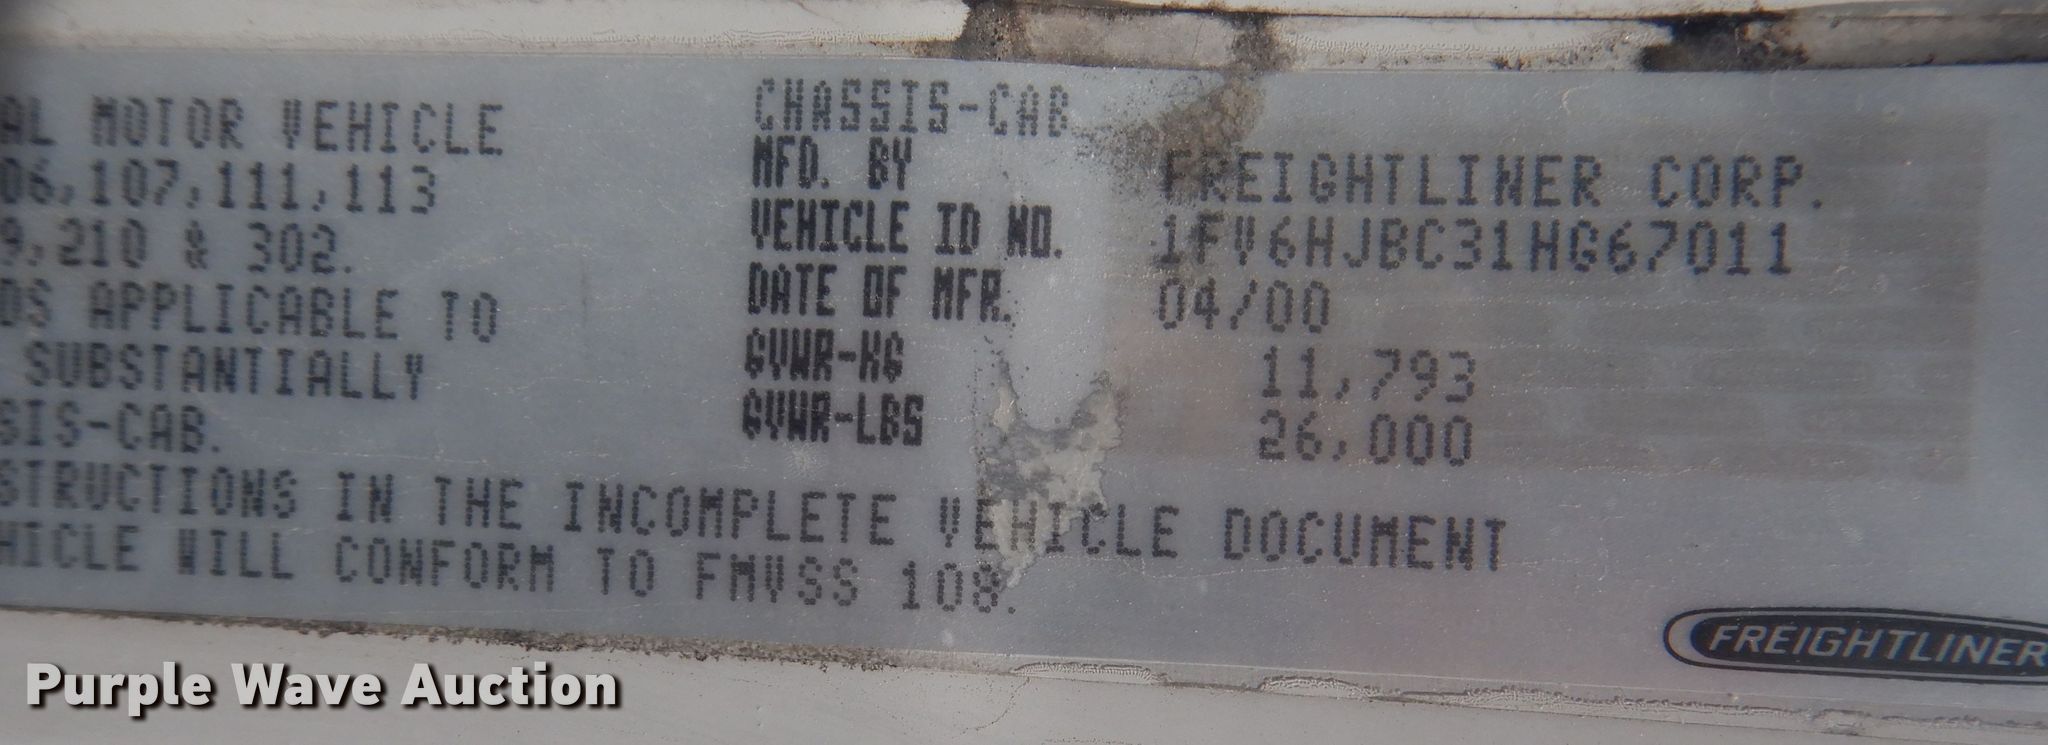 AL MOTOR VEHICLE
06,107,111,113
9,210 & 302.
DS APPLICABLE TO
SUBSTANTIALLY
SIS-CAB.
STRUCTIONS IN THE INCOMPLETE VEHICLE DOCUMENT
HICLE WILL CONFORM TO FMVSS 108.
CHASSIS-CAB
MFD. BY FREIGHTLINER CORP.
VEHICLE ID NO. 1FV6HJBC31HG67011
DATE OF MFR. 04/00
GVWR-KG 11,793
GVWR-LBS 26,000
FREIGHTLINER
Purple Wave Auction